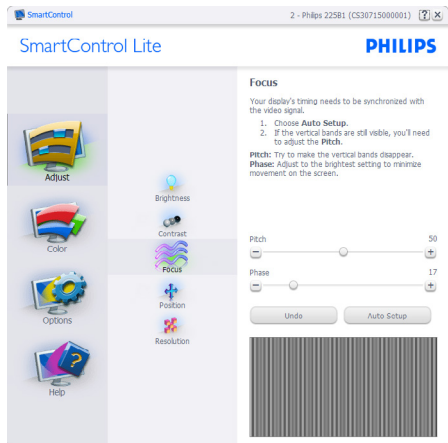 SmartControl
2 - Philips 225B1 (CS30715000001)
SmartControl Lite
PHILIPS
Adjust
Color
Options
Help
Brightness
Contrast
Focus
Position
Resolution
Focus
Your display's timing needs to be synchronized with
the video signal.
1. Choose Auto Setup.
2. If the vertical bands are still visible, you'll need
to adjust the Pitch.
Pitch: Try to make the vertical bands disappear.
Phase: Adjust to the brightest setting to minimize
movement on the screen.
Pitch 50
Phase 17
Undo
Auto Setup